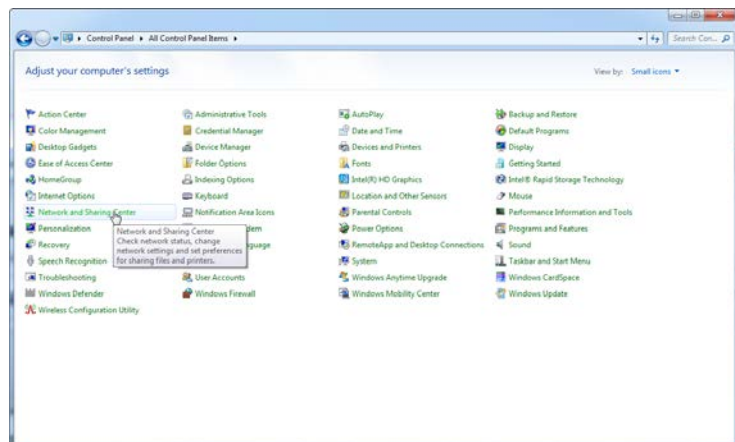 Control Panel ▸ All Control Panel Items ▸ Search Con...
Adjust your computer's settings
View by: Small icons
Action Center Administrative Tools AutoPlay Backup and Restore
Color Management Credential Manager Date and Time Default Programs
Desktop Gadgets Device Manager Devices and Printers Display
Ease of Access Center Folder Options Fonts Getting Started
HomeGroup Indexing Options Intel(R) HD Graphics Intel® Rapid Storage Technology
Internet Options Keyboard Location and Other Sensors Mouse
Network and Sharing Center Notification Area Icons Parental Controls Performance Information and Tools
Personalization Power Options Programs and Features
Recovery RemoteApp and Desktop Connections Sound
Speech Recognition System Taskbar and Start Menu
Network and Sharing Center
Check network status, change
network settings and set preferences
for sharing files and printers.
Troubleshooting User Accounts Windows Anytime Upgrade Windows CardSpace
Windows Defender Windows Firewall Windows Mobility Center Windows Update
Wireless Configuration Utility